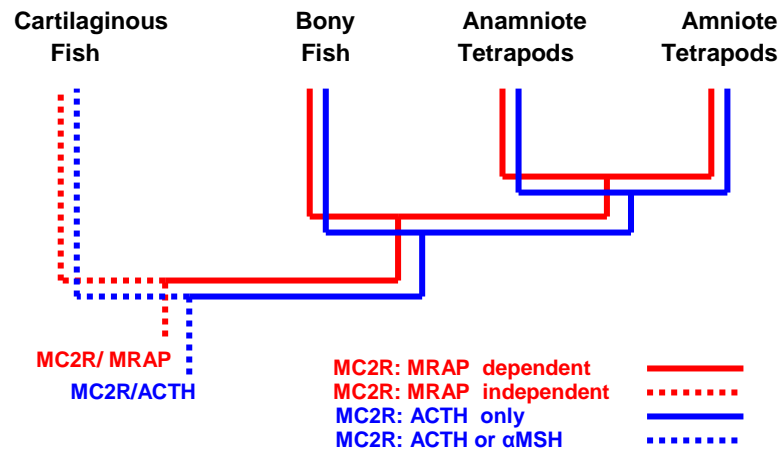 Cartilaginous Fish
Bony Fish
Anamniote Tetrapods
Amniote Tetrapods
MC2R/ MRAP
MC2R/ACTH
MC2R: MRAP dependent
MC2R: MRAP independent
MC2R: ACTH only
MC2R: ACTH or αMSH